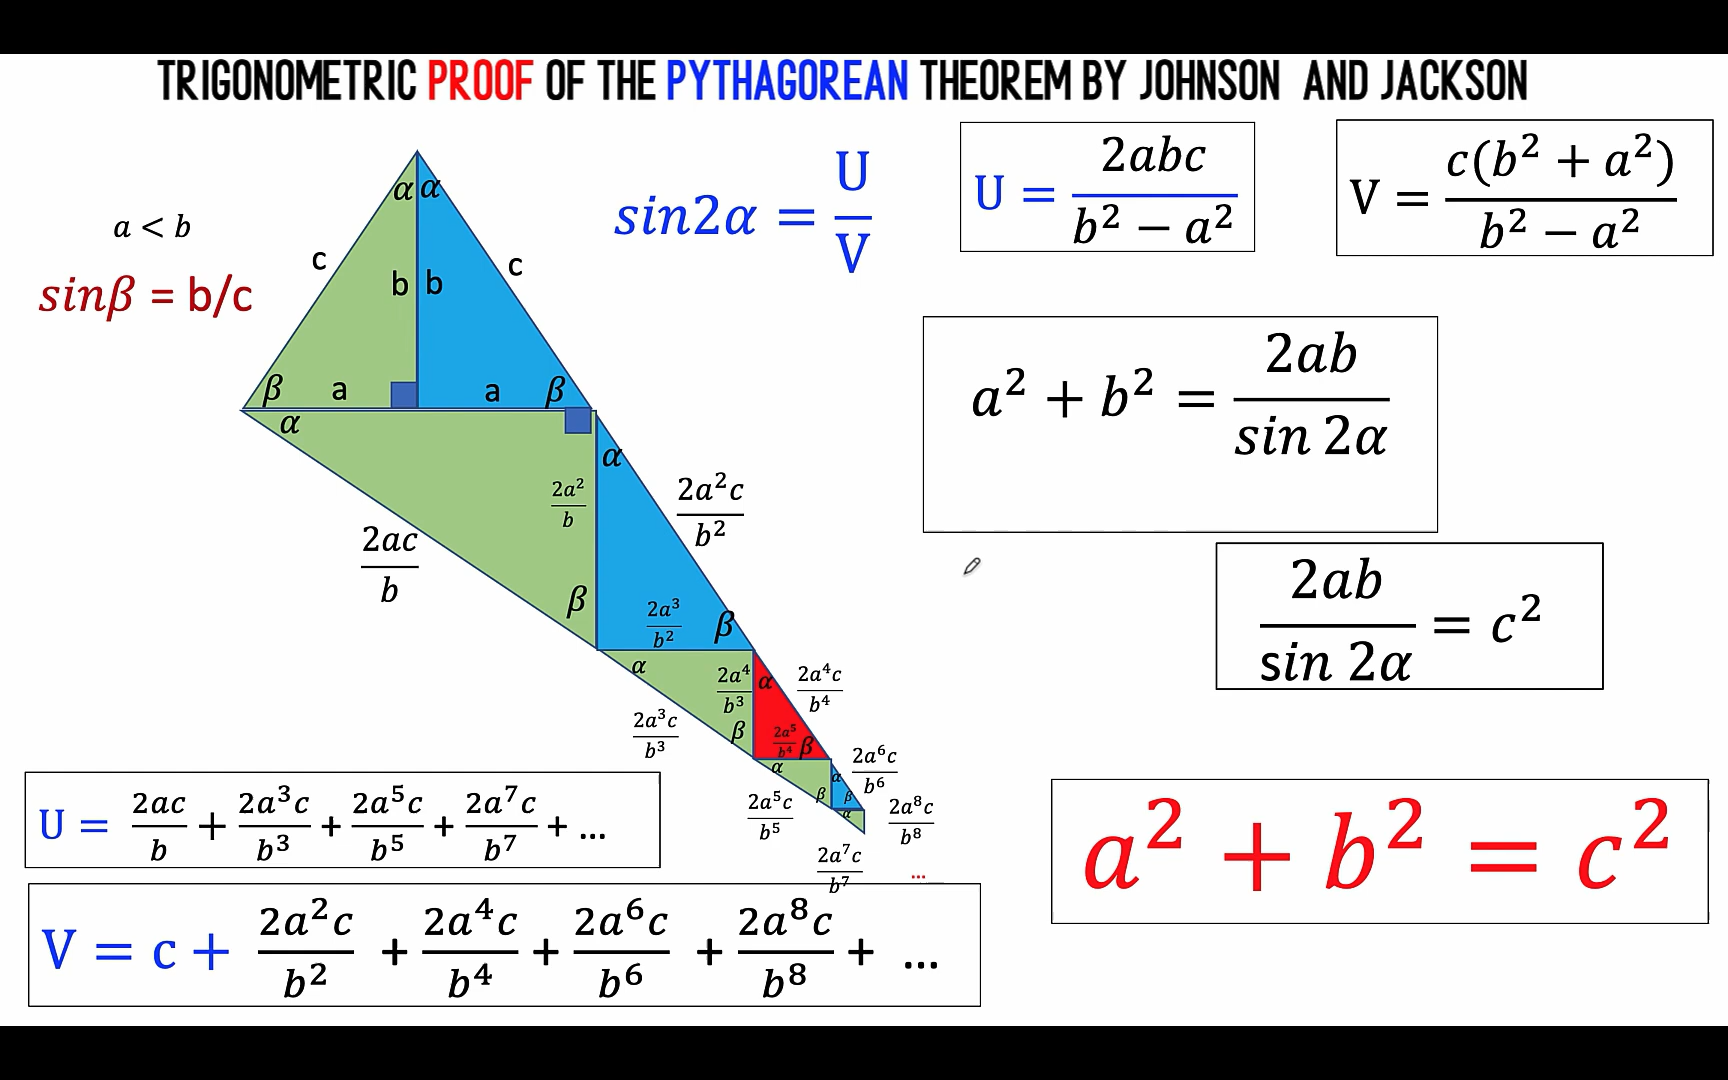 TRIGONOMETRIC PROOF OF THE PYTHAGOREAN THEOREM BY JOHNSON AND JACKSON
a < b
sinβ = b/c
α α
c b b c
β a a β
α
α
2a²/b
2a²c/b²
2ac/b
β
2a³/b²
β
α
2a⁴/b³
α
2a⁴c/b⁴
2a³c/b³
β
2a⁵/b⁴
β
α
α
2a⁶c/b⁶
β β
α
2a⁵c/b⁵
2a⁸c/b⁸
2a⁷c/b⁷
...
sin2α = U/V
U = 2abc/(b² − a²)
V = c(b² + a²)/(b² − a²)
a² + b² = 2ab/sin 2α
2ab/sin 2α = c²
U = 2ac/b + 2a³c/b³ + 2a⁵c/b⁵ + 2a⁷c/b⁷ + ...
V = c + 2a²c/b² + 2a⁴c/b⁴ + 2a⁶c/b⁶ + 2a⁸c/b⁸ + ...
a² + b² = c²